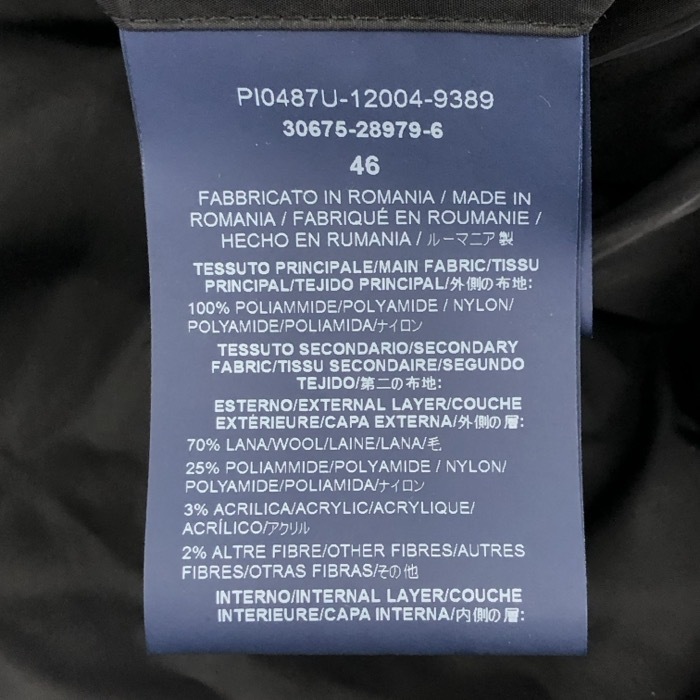 PI0487U-12004-9389
30675-28979-6
46
FABBRICATO IN ROMANIA / MADE IN
ROMANIA / FABRIQUÉ EN ROUMANIE /
HECHO EN RUMANIA / ルーマニア製
TESSUTO PRINCIPALE/MAIN FABRIC/TISSU
PRINCIPAL/TEJIDO PRINCIPAL/外側の布地:
100% POLIAMMIDE/POLYAMIDE / NYLON/
POLYAMIDE/POLIAMIDA/ナイロン
TESSUTO SECONDARIO/SECONDARY
FABRIC/TISSU SECONDAIRE/SEGUNDO
TEJIDO/第二の布地:
ESTERNO/EXTERNAL LAYER/COUCHE
EXTÉRIEURE/CAPA EXTERNA/外側の層:
70% LANA/WOOL/LAINE/LANA/毛
25% POLIAMMIDE/POLYAMIDE / NYLON/
POLYAMIDE/POLIAMIDA/ナイロン
3% ACRILICA/ACRYLIC/ACRYLIQUE/
ACRÍLICO/アクリル
2% ALTRE FIBRE/OTHER FIBRES/AUTRES
FIBRES/OTRAS FIBRAS/その他
INTERNO/INTERNAL LAYER/COUCHE
INTERIEURE/CAPA INTERNA/内側の層: